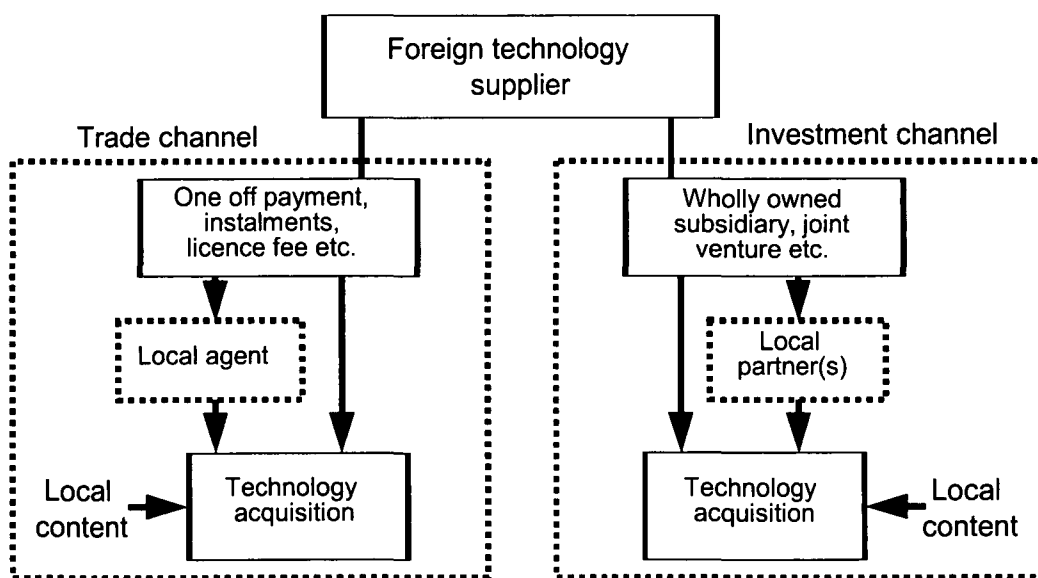 Foreign technology
supplier
Trade channel
Investment channel
One off payment,
instalments,
licence fee etc.
Wholly owned
subsidiary, joint
venture etc.
Local agent
Local
partner(s)
Local
content
Technology
acquisition
Technology
acquisition
Local
content